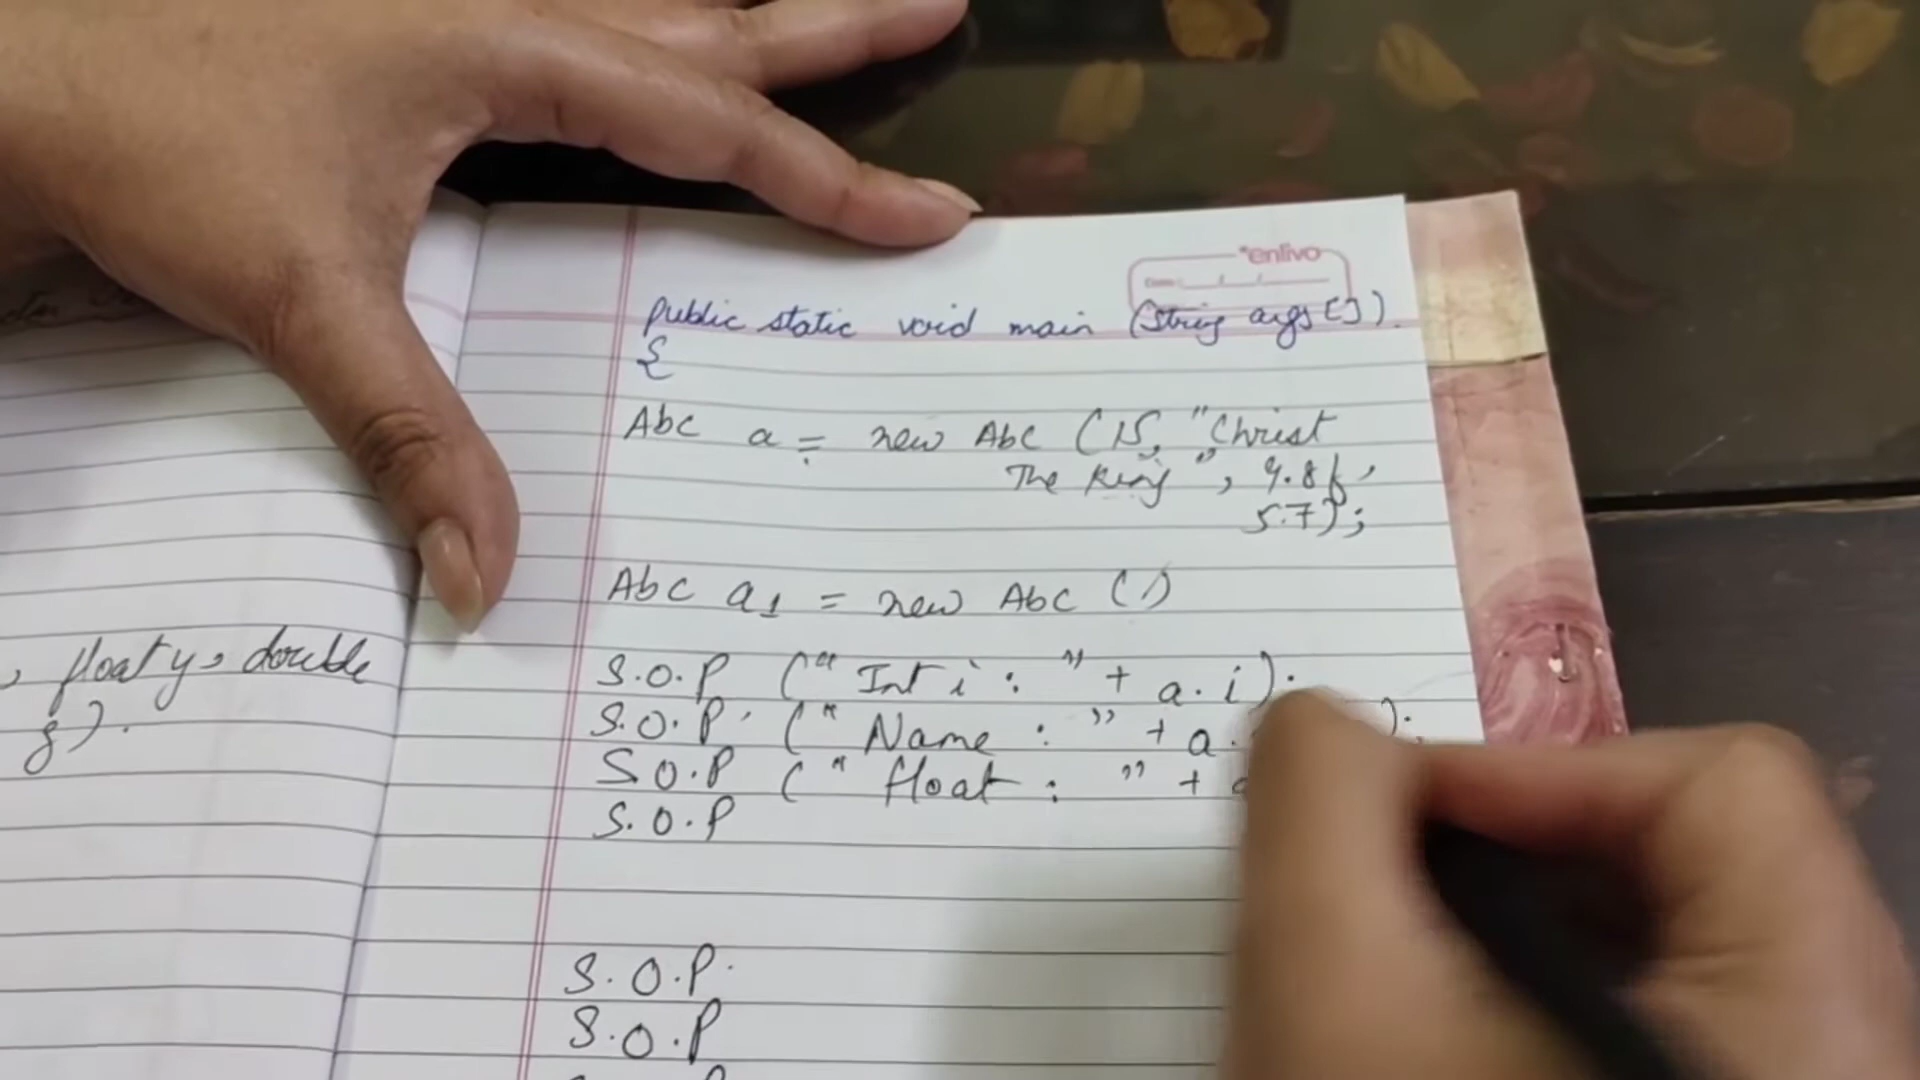 *enlivo
Date:
public static void main (String args [])
{
Abc a = new Abc (15, "Christ
The King", 9.8f,
5.7);
Abc a1 = new Abc ()
S.O.P ("Int i : " + a.i);
S.O.P. ("Name : " + a. );
S.O.P ("float : " +
S.O.P
S.O.P.
S.O.P
, float y, double
g).